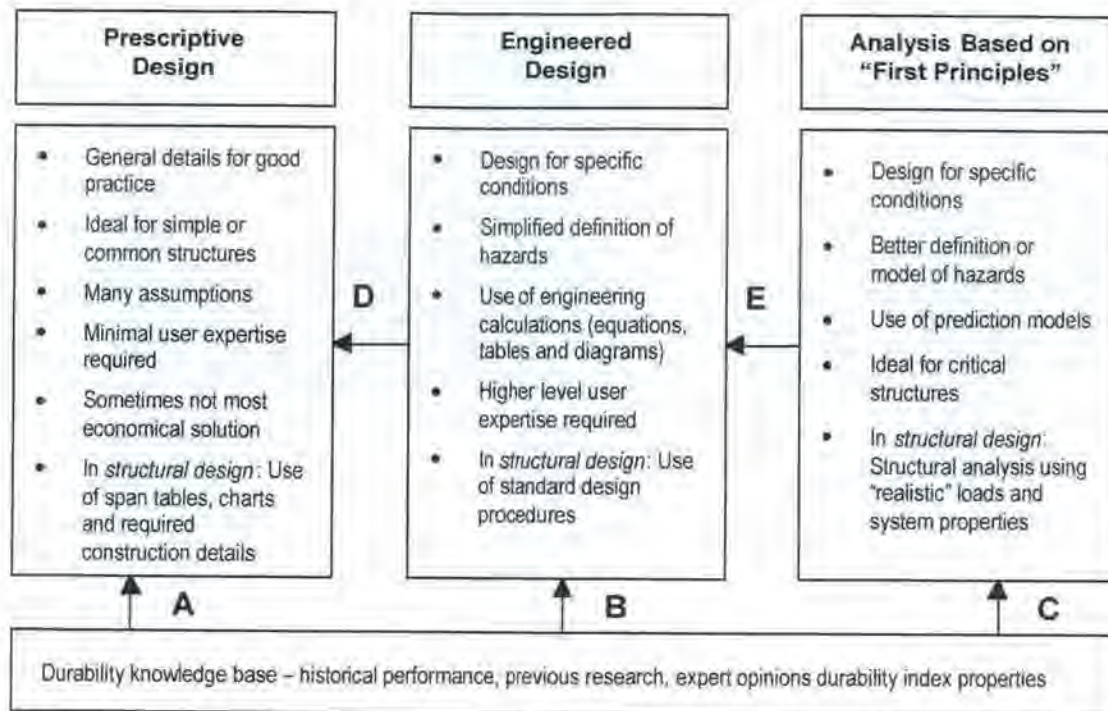 Prescriptive
Design
Engineered
Design
Analysis Based on
"First Principles"
• General details for good
practice
• Ideal for simple or
common structures
• Many assumptions
• Minimal user expertise
required
• Sometimes not most
economical solution
• In structural design: Use
of span tables, charts
and required
construction details
D
• Design for specific
conditions
• Simplified definition of
hazards
• Use of engineering
calculations (equations,
tables and diagrams)
• Higher level user
expertise required
• In structural design: Use
of standard design
procedures
E
• Design for specific
conditions
• Better definition or
model of hazards
• Use of prediction models
• Ideal for critical
structures
• In structural design:
Structural analysis using
"realistic" loads and
system properties
A
B
C
Durability knowledge base – historical performance, previous research, expert opinions durability index properties